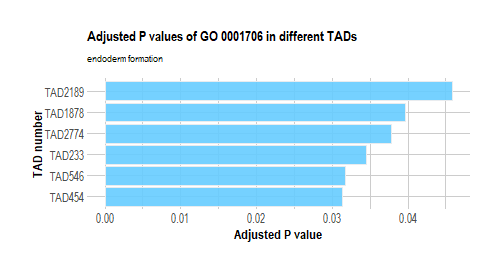 Adjusted P values of GO 0001706 in different TADs
endoderm formation
TAD number
TAD2189
TAD1878
TAD2774
TAD233
TAD546
TAD454
0.00 0.01 0.02 0.03 0.04
Adjusted P value